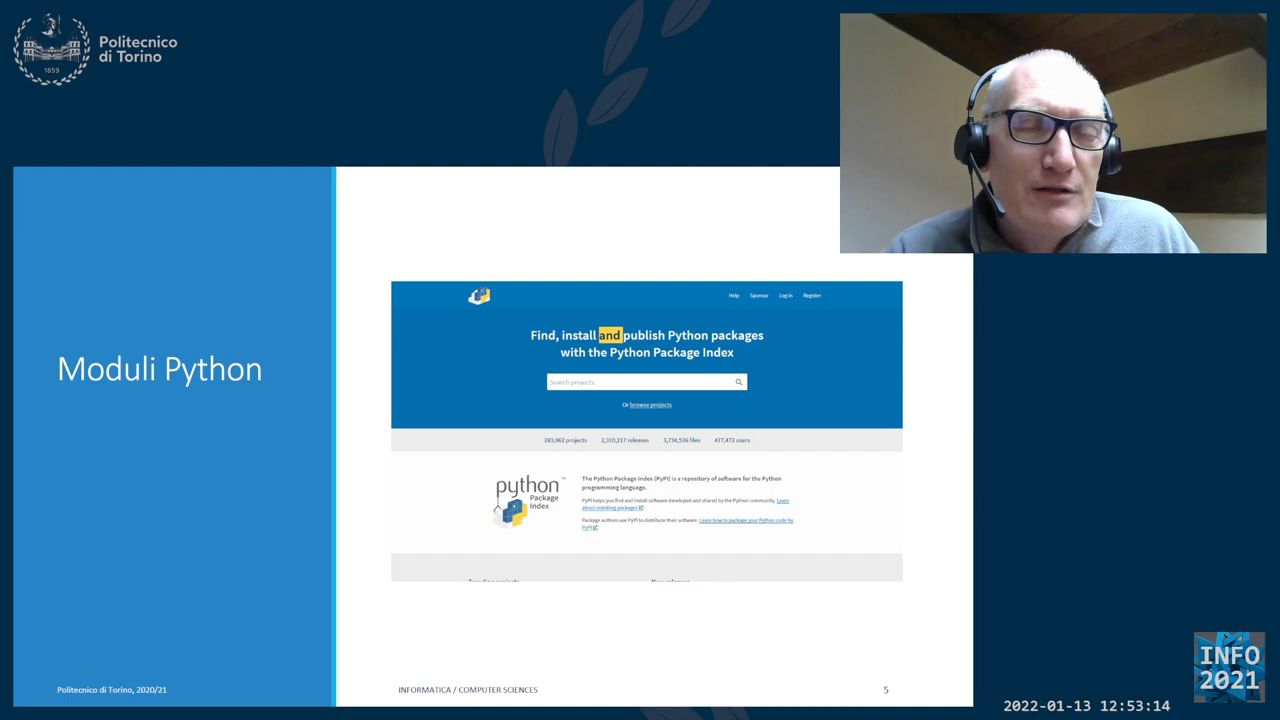 Politecnico
di Torino
1859
Moduli Python
Help Sponsor Log in Register
Find, install and publish Python packages
with the Python Package Index
Search projects
Or browse projects
283,062 projects 2,310,217 releases 3,734,536 files 477,472 users
python™
Package
Index
The Python Package Index (PyPI) is a repository of software for the Python
programming language.
PyPI helps you find and install software developed and shared by the Python community. Learn
about installing packages
Package authors use PyPI to distribute their software. Learn how to package your Python code for
PyPI
Trending projects New releases
Politecnico di Torino, 2020/21
INFORMATICA / COMPUTER SCIENCES
5
INFO
2021
2022-01-13 12:53:14